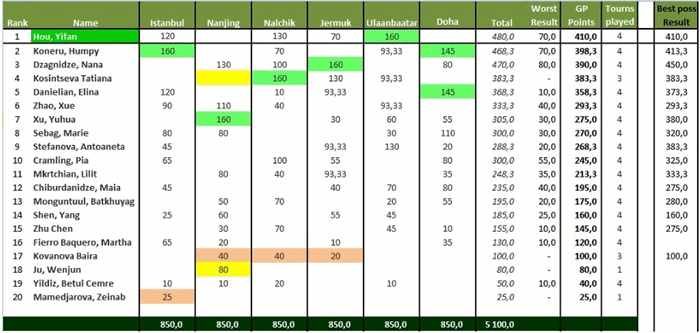 Rank Name Istanbul Nanjing Nalchik Jermuk Ulaanbaatar Doha Total Worst Result GP Points Tourns played Best poss Result
1 Hou, Yifan 120 130 70 160 480,0 70,0 410,0 4 410,0
2 Koneru, Humpy 160 70 93,33 145 468,3 70,0 398,3 4 413,3
3 Dzagnidze, Nana 130 100 160 80 470,0 80,0 390,0 4 450,0
4 Kosintseva Tatiana 160 130 93,33 383,3 - 383,3 3 383,3
5 Danielian, Elina 120 10 93,33 145 368,3 10,0 358,3 4 373,3
6 Zhao, Xue 90 110 40 93,33 333,3 40,0 293,3 4 293,3
7 Xu, Yuhua 160 30 60 55 305,0 30,0 275,0 4 380,0
8 Sebag, Marie 80 80 30 110 300,0 30,0 270,0 4 320,0
9 Stefanova, Antoaneta 45 93,33 130 20 288,3 20,0 268,3 4 383,3
10 Cramling, Pia 65 100 55 80 300,0 55,0 245,0 4 325,0
11 Mkrtchian, Lilit 80 40 93,33 35 248,3 35,0 213,3 4 333,3
12 Chiburdanidze, Maia 45 40 70 80 235,0 40,0 195,0 4 275,0
13 Monguntuul, Batkhuyag 50 70 20 55 195,0 20,0 175,0 4 280,0
14 Shen, Yang 25 60 55 45 185,0 25,0 160,0 4 160,0
15 Zhu Chen 30 70 45 10 155,0 10,0 145,0 4 275,0
16 Fierro Baquero, Martha 65 20 10 35 130,0 10,0 120,0 4
17 Kovanova Baira 40 40 20 100,0 - 100,0 3 100,0
18 Ju, Wenjun 80 80,0 - 80,0 1
19 Yildiz, Betul Cemre 10 10 20 10 50,0 10,0 40,0 4
20 Mamedjarova, Zeinab 25 25,0 - 25,0 1
850,0 850,0 850,0 850,0 850,0 850,0 5 100,0